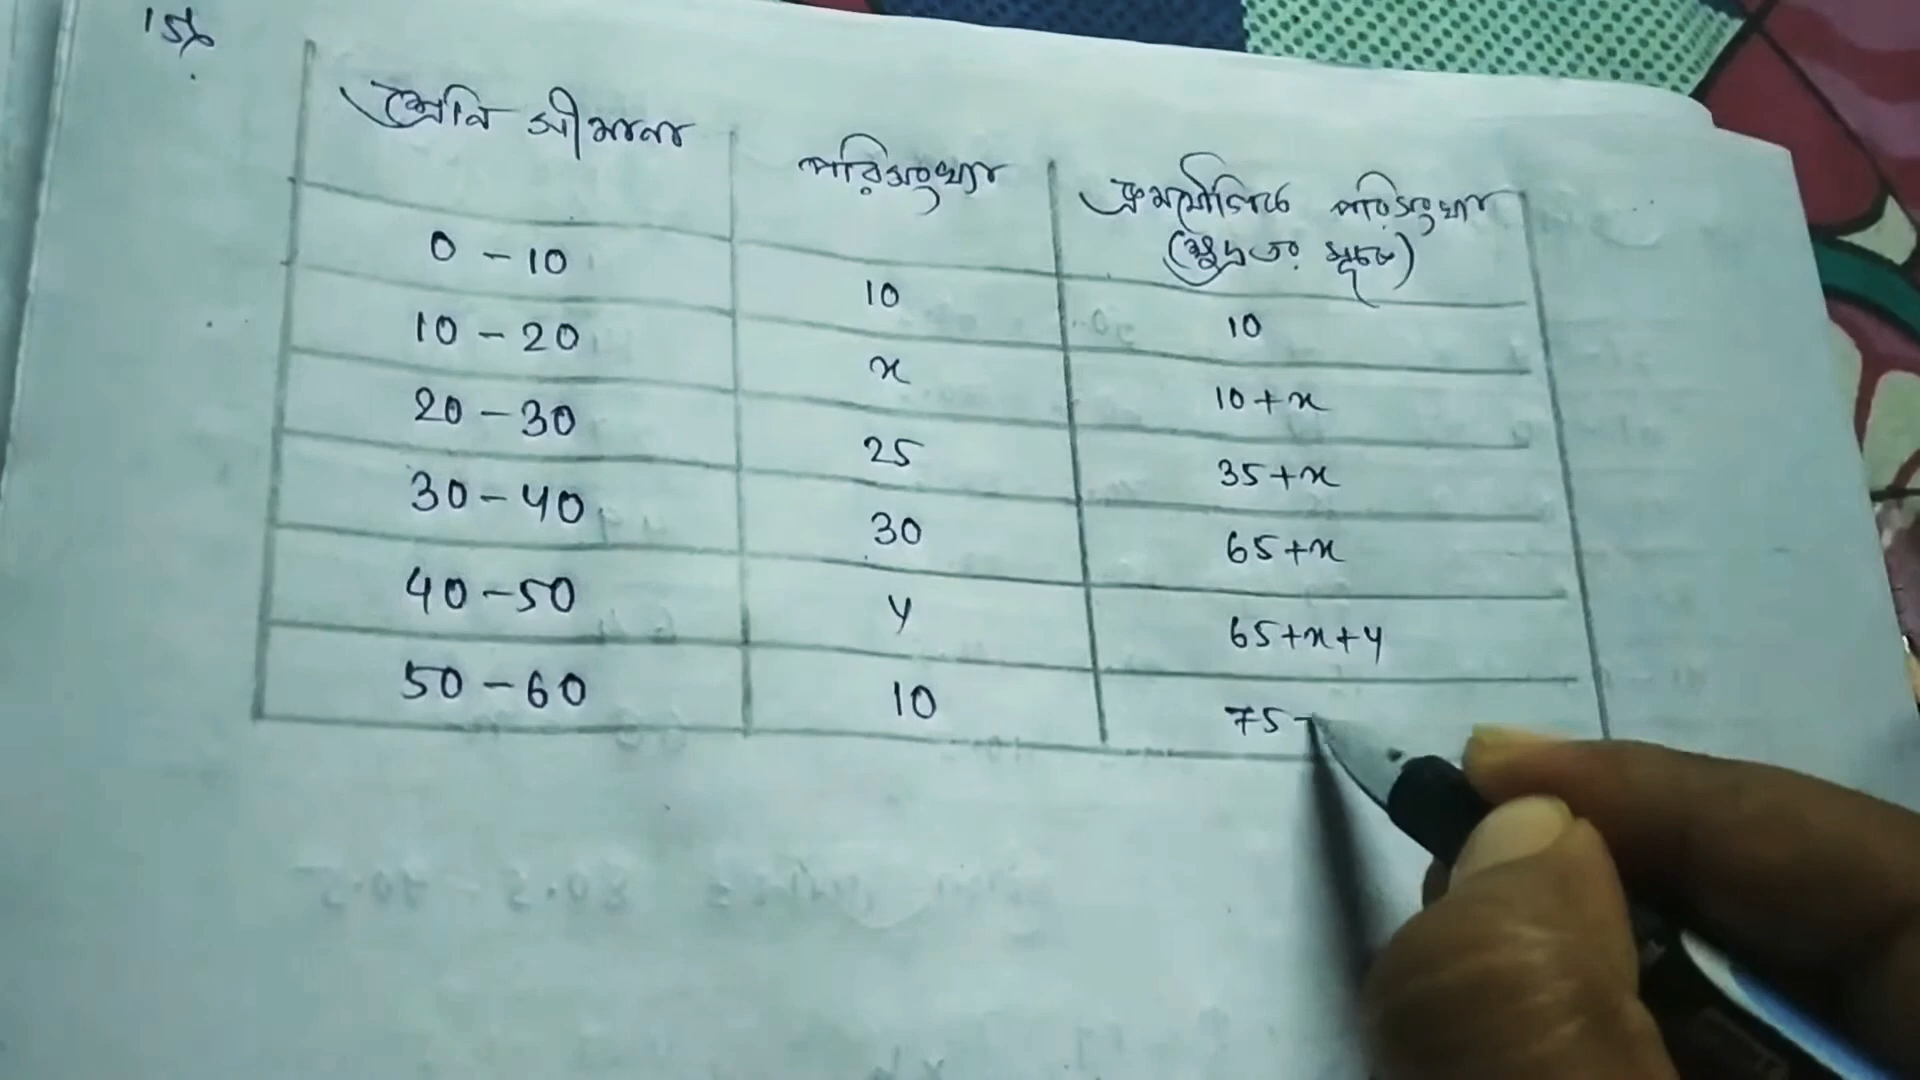 15)
শ্রেনি সীমানা পরিসংখ্যা ক্রমযৌগিক পরিসংখ্যা
(ক্ষুদ্রতর সূচক)
0 - 10 10 10
10 - 20 x 10+x
20 - 30 25 35+x
30 - 40 30 65+x
40 - 50 y 65+x+y
50 - 60 10 75-